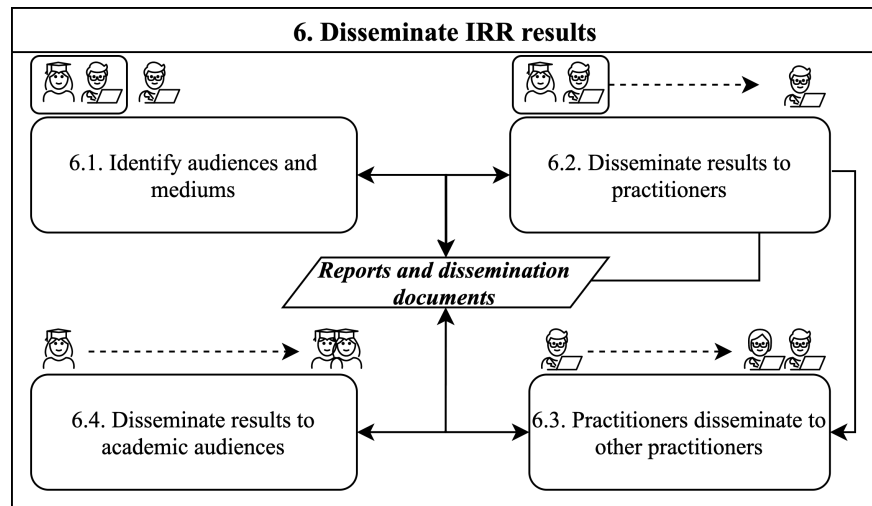 6. Disseminate IRR results
6.1. Identify audiences and
mediums
6.2. Disseminate results to
practitioners
Reports and dissemination
documents
6.4. Disseminate results to
academic audiences
6.3. Practitioners disseminate to
other practitioners